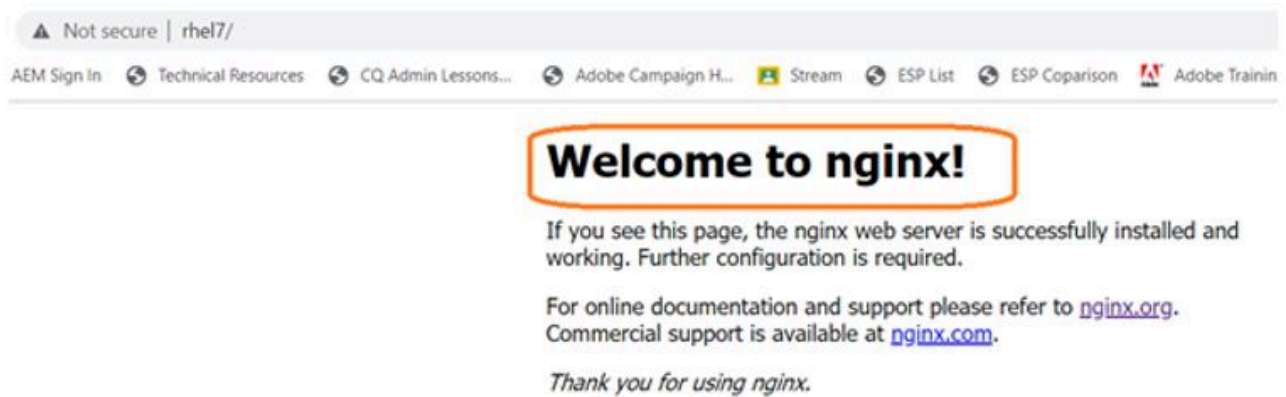 Not secure | rhel7/
AEM Sign In Technical Resources CQ Admin Lessons... Adobe Campaign H... Stream ESP List ESP Coparison Adobe Trainin
Welcome to nginx!
If you see this page, the nginx web server is successfully installed and
working. Further configuration is required.
For online documentation and support please refer to nginx.org.
Commercial support is available at nginx.com.
Thank you for using nginx.